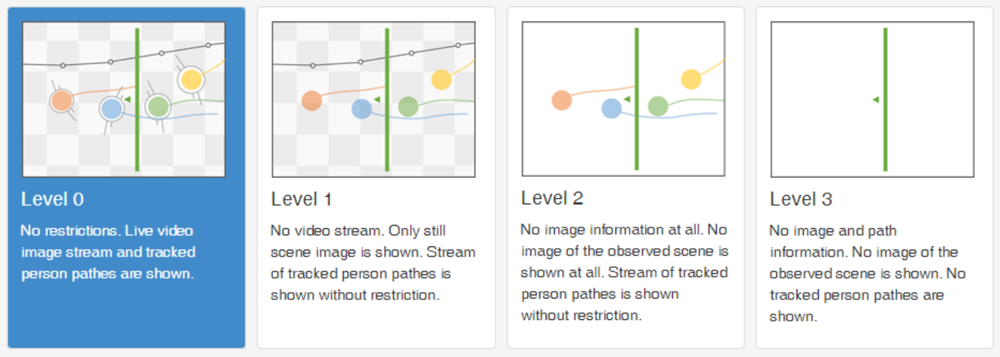 Level 0
No restrictions. Live video
image stream and tracked
person pathes are shown.
Level 1
No video stream. Only still
scene image is shown. Stream
of tracked person pathes is
shown without restriction.
Level 2
No image information at all. No
image of the observed scene is
shown at all. Stream of tracked
person pathes is shown
without restriction.
Level 3
No image and path
information. No image of the
observed scene is shown. No
tracked person pathes are
shown.